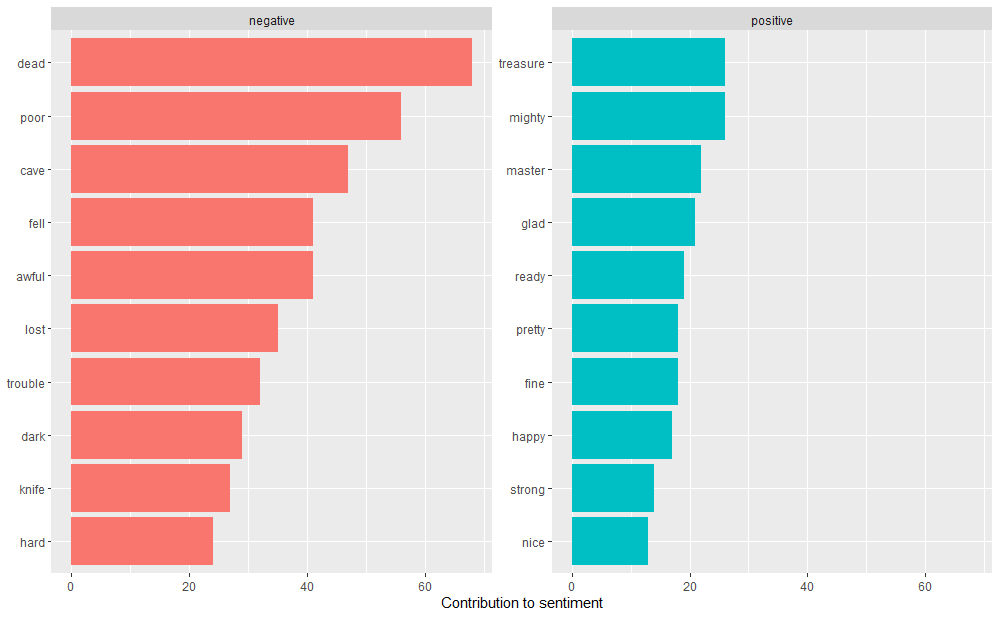 negative
dead
poor
cave
fell
awful
lost
trouble
dark
knife
hard
0 20 40 60
positive
treasure
mighty
master
glad
ready
pretty
fine
happy
strong
nice
0 20 40 60
Contribution to sentiment